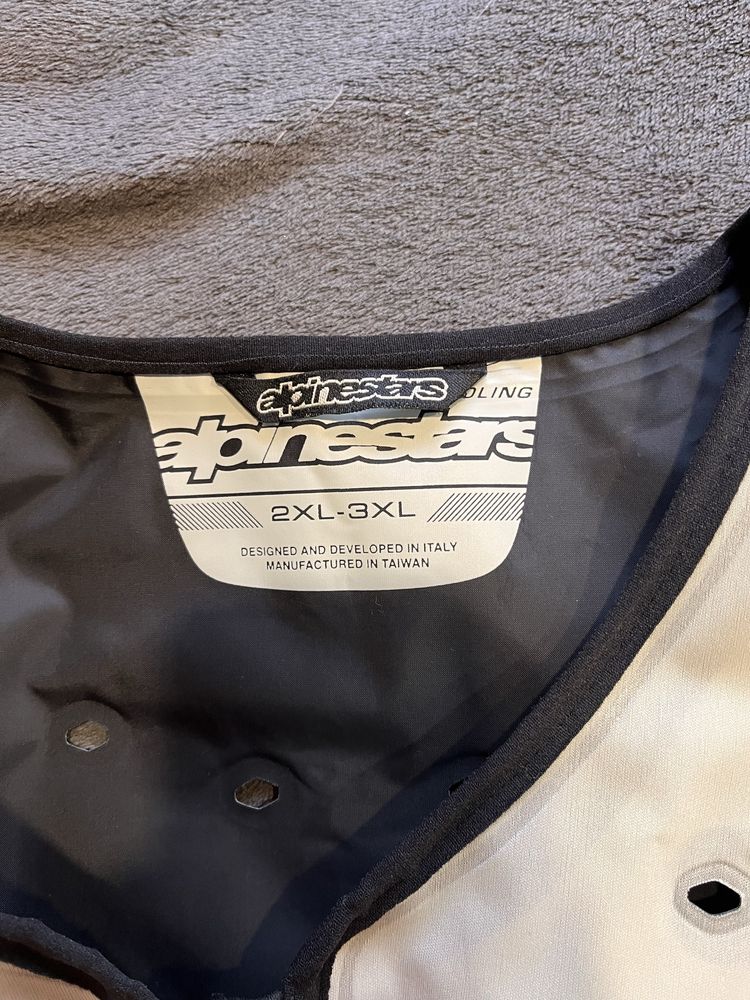 alpinestars
OLING
alpinestars
2XL-3XL
DESIGNED AND DEVELOPED IN ITALY
MANUFACTURED IN TAIWAN